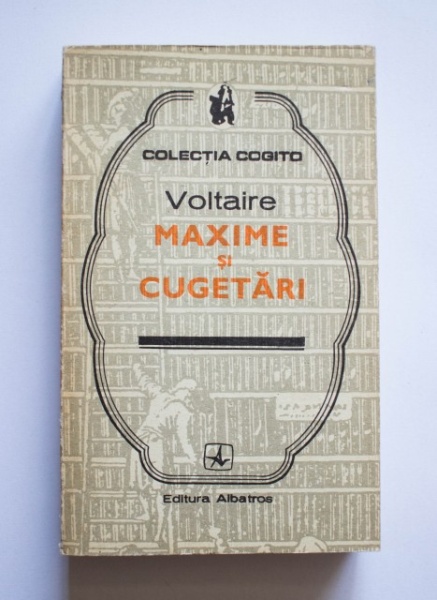 COLECȚIA COGITO
Voltaire
MAXIME
ȘI
CUGETĂRI
Editura Albatros